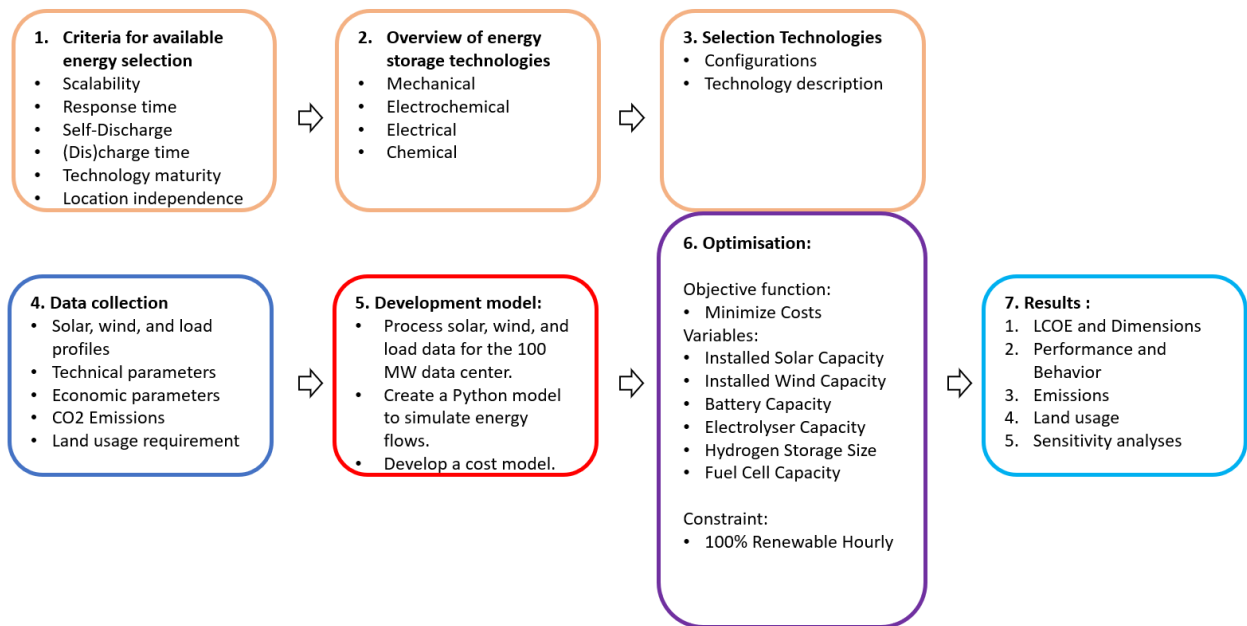 1. Criteria for available
energy selection
• Scalability
• Response time
• Self-Discharge
• (Dis)charge time
• Technology maturity
• Location independence
2. Overview of energy
storage technologies
• Mechanical
• Electrochemical
• Electrical
• Chemical
3. Selection Technologies
• Configurations
• Technology description
4. Data collection
• Solar, wind, and load
profiles
• Technical parameters
• Economic parameters
• CO2 Emissions
• Land usage requirement
5. Development model:
• Process solar, wind, and
load data for the 100
MW data center.
• Create a Python model
to simulate energy
flows.
• Develop a cost model.
6. Optimisation:
Objective function:
• Minimize Costs
Variables:
• Installed Solar Capacity
• Installed Wind Capacity
• Battery Capacity
• Electrolyser Capacity
• Hydrogen Storage Size
• Fuel Cell Capacity
Constraint:
• 100% Renewable Hourly
7. Results :
1. LCOE and Dimensions
2. Performance and
Behavior
3. Emissions
4. Land usage
5. Sensitivity analyses